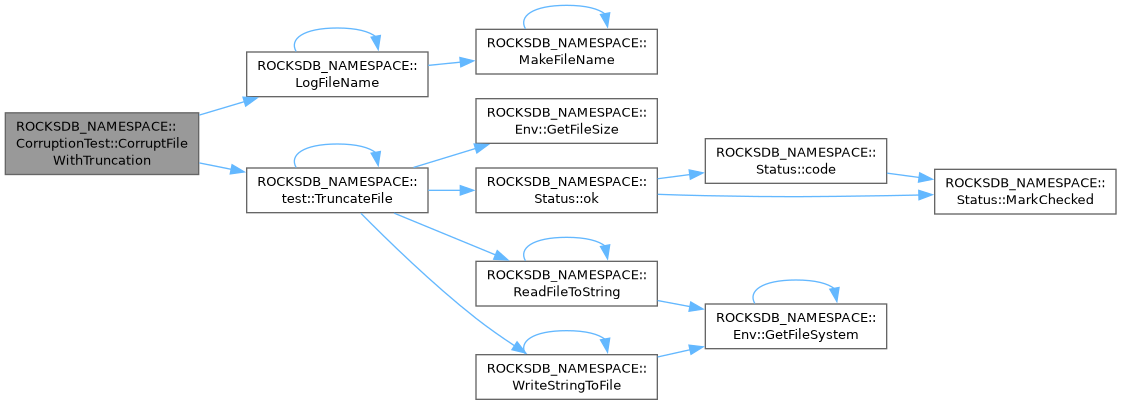 ROCKSDB_NAMESPACE::
CorruptionTest::CorruptFile
WithTruncation
ROCKSDB_NAMESPACE::
LogFileName
ROCKSDB_NAMESPACE::
MakeFileName
ROCKSDB_NAMESPACE::
test::TruncateFile
ROCKSDB_NAMESPACE::
Env::GetFileSize
ROCKSDB_NAMESPACE::
Status::ok
ROCKSDB_NAMESPACE::
Status::code
ROCKSDB_NAMESPACE::
Status::MarkChecked
ROCKSDB_NAMESPACE::
ReadFileToString
ROCKSDB_NAMESPACE::
Env::GetFileSystem
ROCKSDB_NAMESPACE::
WriteStringToFile